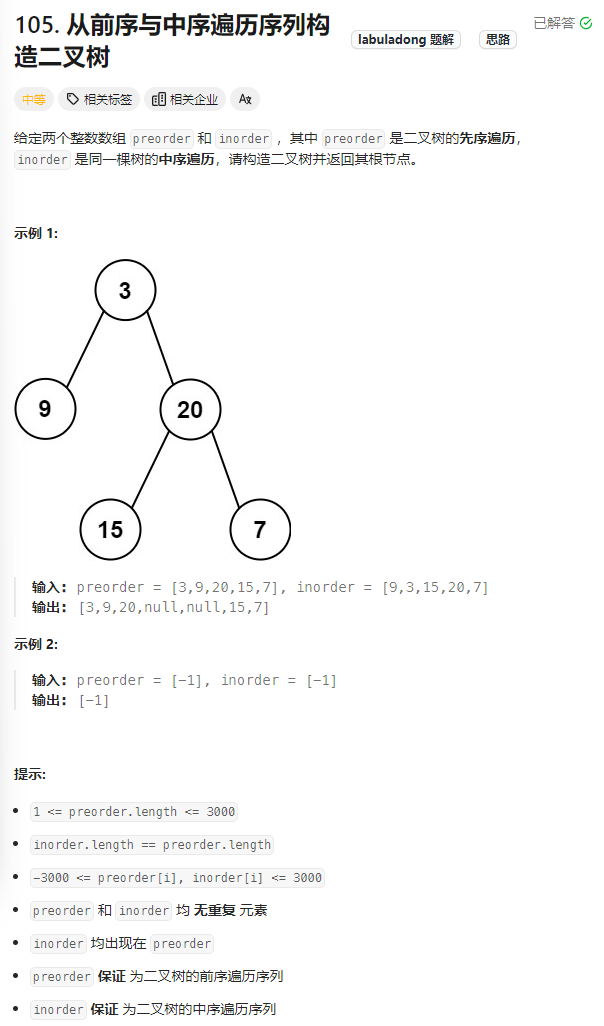 105. 从前序与中序遍历序列构
造二叉树
labuladong 题解
思路
已解答
中等
相关标签
相关企业
给定两个整数数组 preorder 和 inorder ，其中 preorder 是二叉树的先序遍历，
inorder 是同一棵树的中序遍历，请构造二叉树并返回其根节点。
示例 1:
3
9
20
15
7
输入: preorder = [3,9,20,15,7], inorder = [9,3,15,20,7]
输出: [3,9,20,null,null,15,7]
示例 2:
输入: preorder = [-1], inorder = [-1]
输出: [-1]
提示:
1 <= preorder.length <= 3000
inorder.length == preorder.length
-3000 <= preorder[i], inorder[i] <= 3000
preorder 和 inorder 均 无重复 元素
inorder 均出现在 preorder
preorder 保证 为二叉树的前序遍历序列
inorder 保证 为二叉树的中序遍历序列